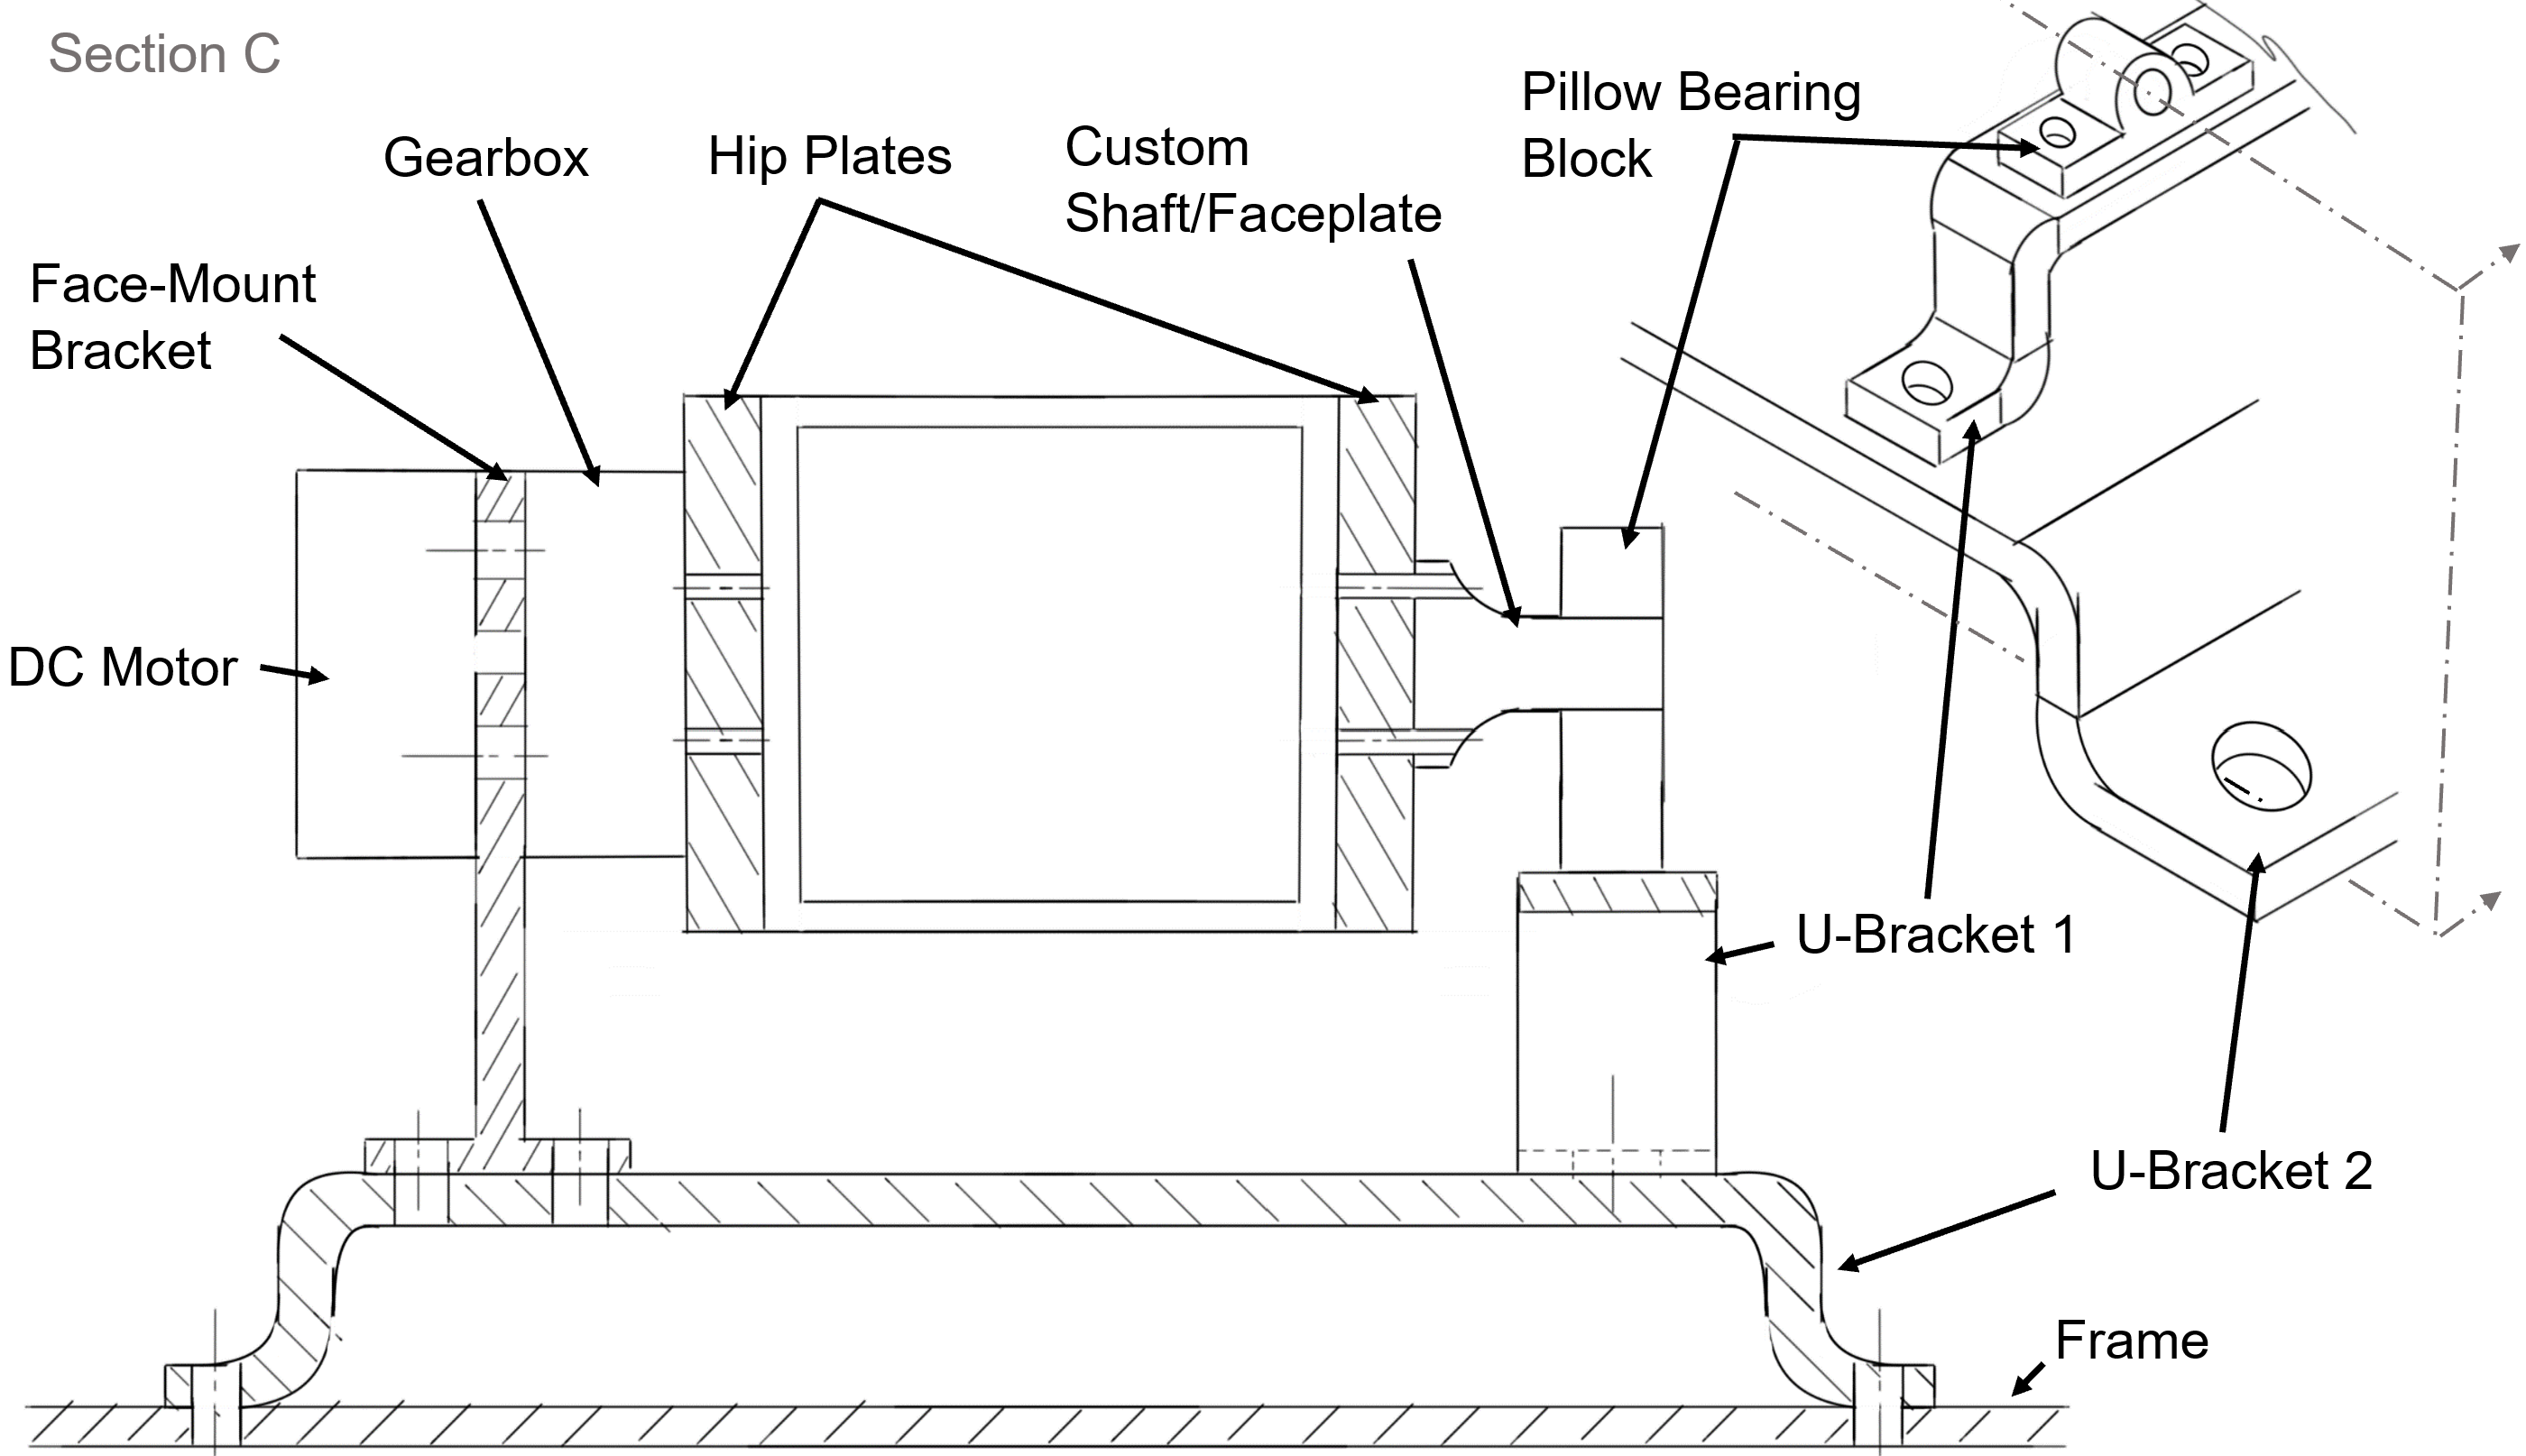 Section C
Gearbox
Hip Plates
Custom
Shaft/Faceplate
Pillow Bearing
Block
Face-Mount
Bracket
DC Motor
U-Bracket 1
U-Bracket 2
Frame